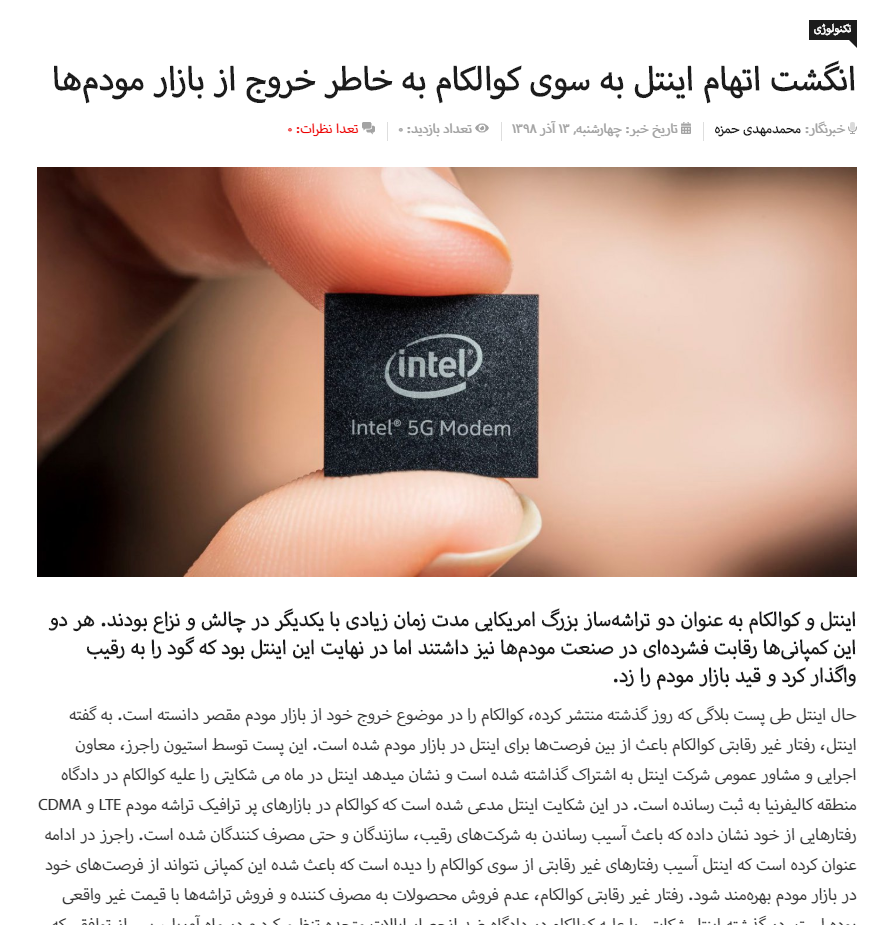 تکنولوژی
انگشت اتهام اینتل به سوی کوالکام به خاطر خروج از بازار مودم‌ها
خبرنگار: محمدمهدی حمزه تاریخ خبر: چهارشنبه, ۱۳ آذر ۱۳۹۸ تعداد بازدید: ۰ تعدا نظرات: ۰
intel
Intel® 5G Modem
اینتل و کوالکام به عنوان دو تراشه‌ساز بزرگ امریکایی مدت زمان زیادی با یکدیگر در چالش و نزاع بودند. هر دو
این کمپانی‌ها رقابت فشرده‌ای در صنعت مودم‌ها نیز داشتند اما در نهایت این اینتل بود که گود را به رقیب
واگذار کرد و قید بازار مودم را زد.
حال اینتل طی پست بلاگی که روز گذشته منتشر کرده، کوالکام را در موضوع خروج خود از بازار مودم مقصر دانسته است. به گفته
اینتل، رفتار غیر رقابتی کوالکام باعث از بین فرصت‌ها برای اینتل در بازار مودم شده است. این پست توسط استیون راجرز، معاون
اجرایی و مشاور عمومی شرکت اینتل به اشتراک گذاشته شده است و نشان میدهد اینتل در ماه می شکایتی را علیه کوالکام در دادگاه
منطقه کالیفرنیا به ثبت رسانده است. در این شکایت اینتل مدعی شده است که کوالکام در بازارهای پر ترافیک تراشه مودم LTE و CDMA
رفتارهایی از خود نشان داده که باعث آسیب رساندن به شرکت‌های رقیب، سازندگان و حتی مصرف کنندگان شده است. راجرز در ادامه
عنوان کرده است که اینتل آسیب رفتارهای غیر رقابتی از سوی کوالکام را دیده است که باعث شده این کمپانی نتواند از فرصت‌های خود
در بازار مودم بهره‌مند شود. رفتار غیر رقابتی کوالکام، عدم فروش محصولات به مصرف کننده و فروش تراشه‌ها با قیمت غیر واقعی